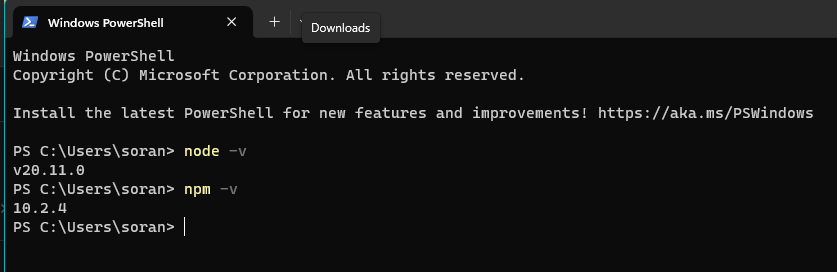 Windows PowerShell
Downloads
Windows PowerShell
Copyright (C) Microsoft Corporation. All rights reserved.
Install the latest PowerShell for new features and improvements! https://aka.ms/PSWindows
PS C:\Users\soran> node -v
v20.11.0
PS C:\Users\soran> npm -v
10.2.4
PS C:\Users\soran>